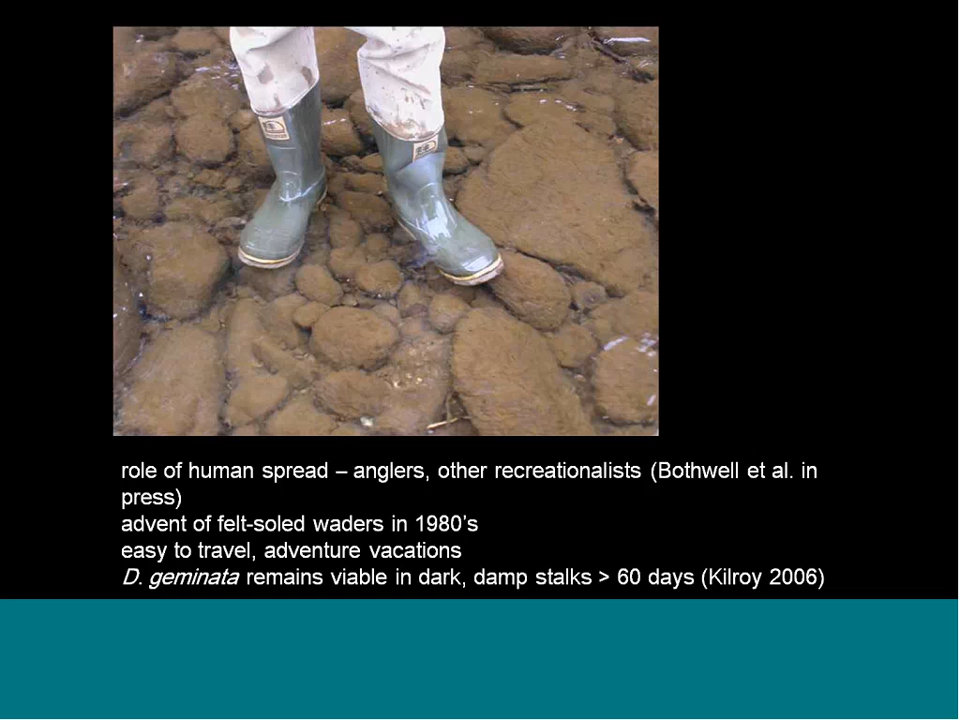 role of human spread – anglers, other recreationalists (Bothwell et al. in
press)
advent of felt-soled waders in 1980’s
easy to travel, adventure vacations
D. geminata remains viable in dark, damp stalks > 60 days (Kilroy 2006)